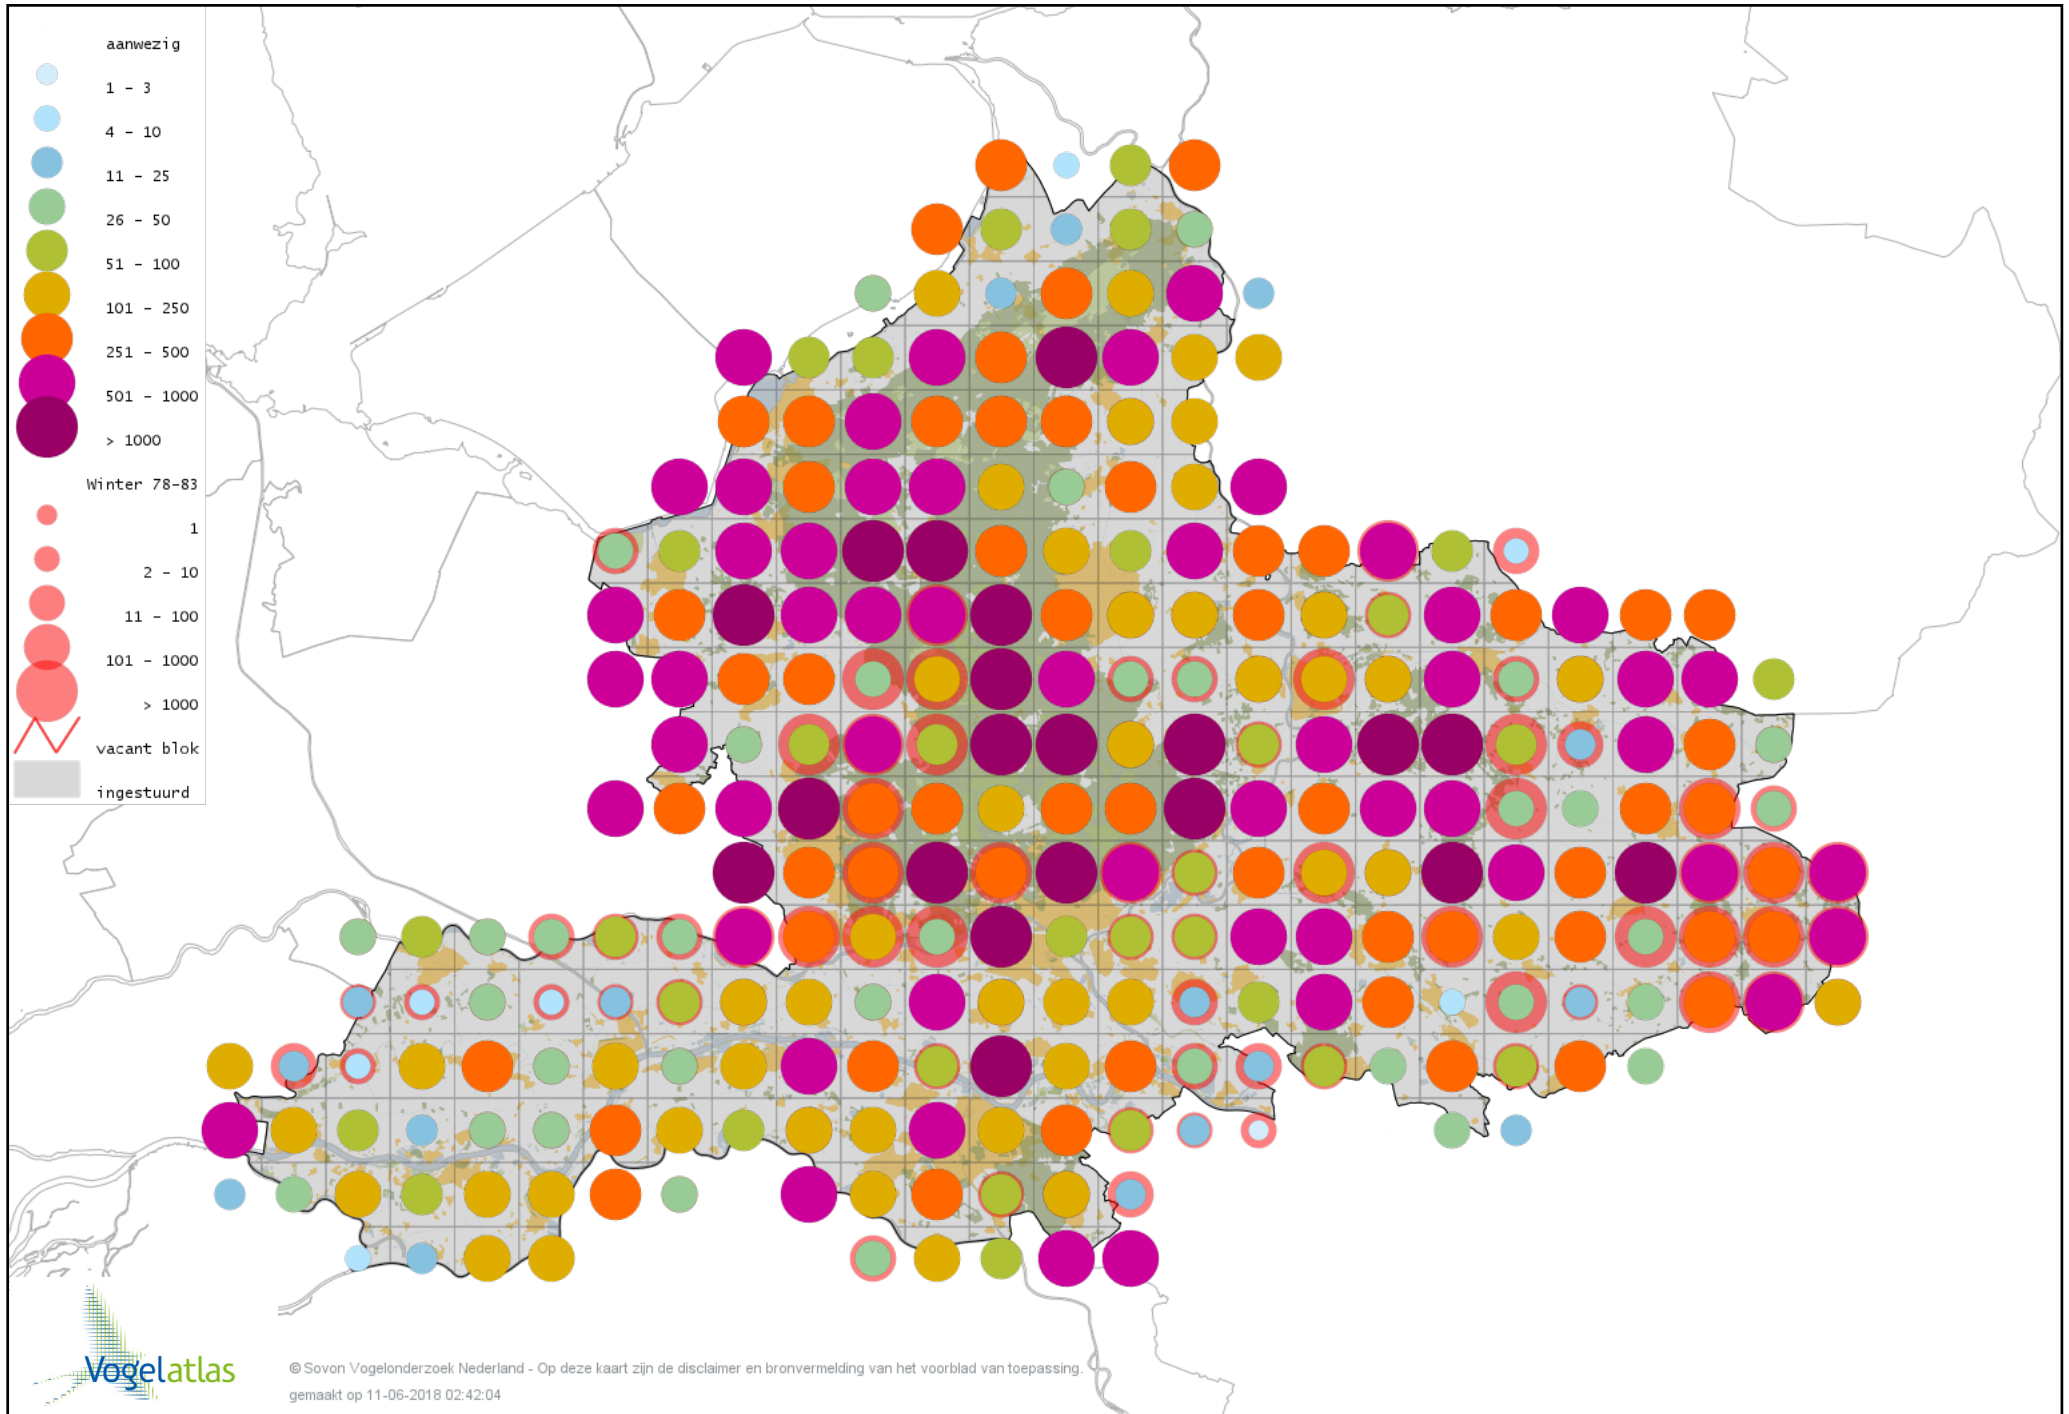 aanwezig
1 - 3
4 - 10
11 - 25
26 - 50
51 - 100
101 - 250
251 - 500
501 - 1000
> 1000
Winter 78-83
1
2 - 10
11 - 100
101 - 1000
> 1000
vacant blok
ingestuurd
Vogelatlas
© Sovon Vogelonderzoek Nederland - Op deze kaart zijn de disclaimer en bronvermelding van het voorblad van toepassing.
gemaakt op 11-06-2018 02:42:04